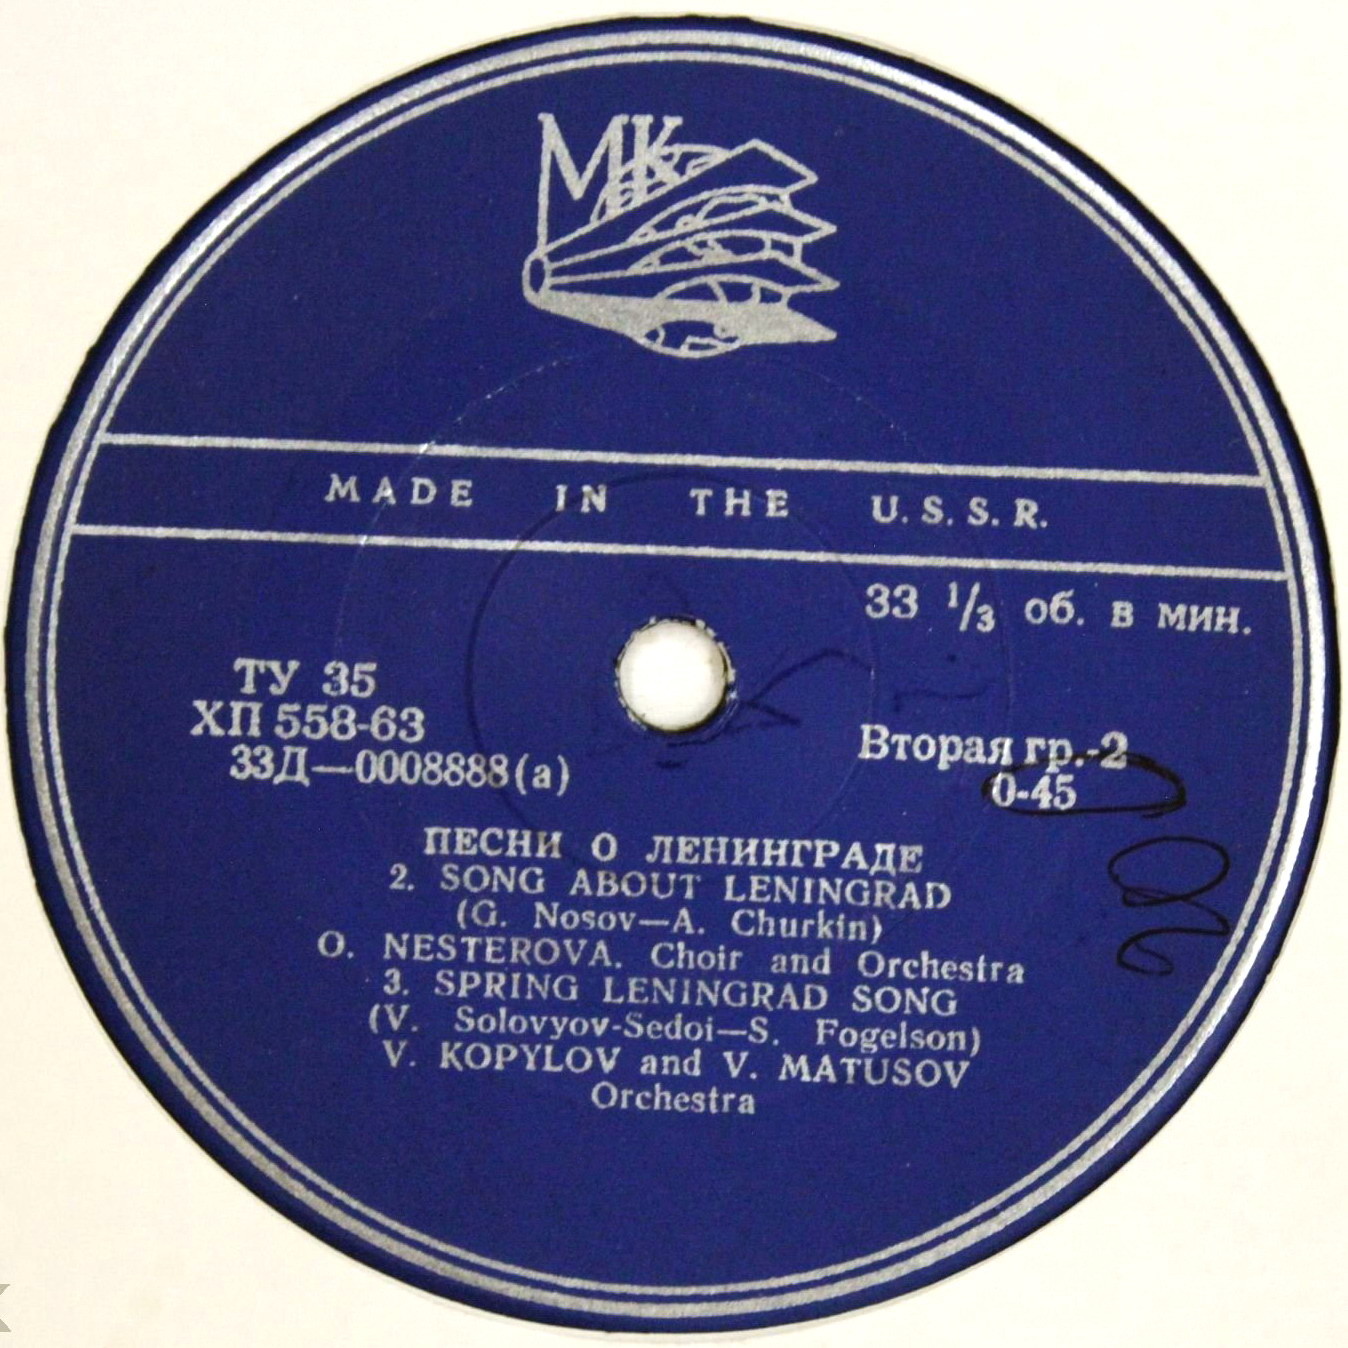 МК
MADE IN THE U.S.S.R.
33 1/3 об. в мин.
ТУ 35
ХП 558-63
33Д—0008888(а)
Вторая гр.-2
0-45
ПЕСНИ О ЛЕНИНГРАДЕ
2. SONG ABOUT LENINGRAD
(G. Nosov—A. Churkin)
O. NESTEROVA. Choir and Orchestra
3. SPRING LENINGRAD SONG
(V. Solovyov-Sedoi—S. Fogelson)
V. KOPYLOV and V. MATUSOV
Orchestra